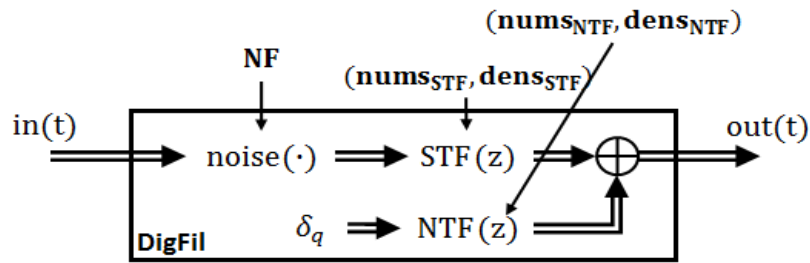 (nums_NTF, dens_NTF)
NF
(nums_STF, dens_STF)
in(t)
out(t)
noise(·)
STF(z)
δ_q
NTF(z)
DigFil